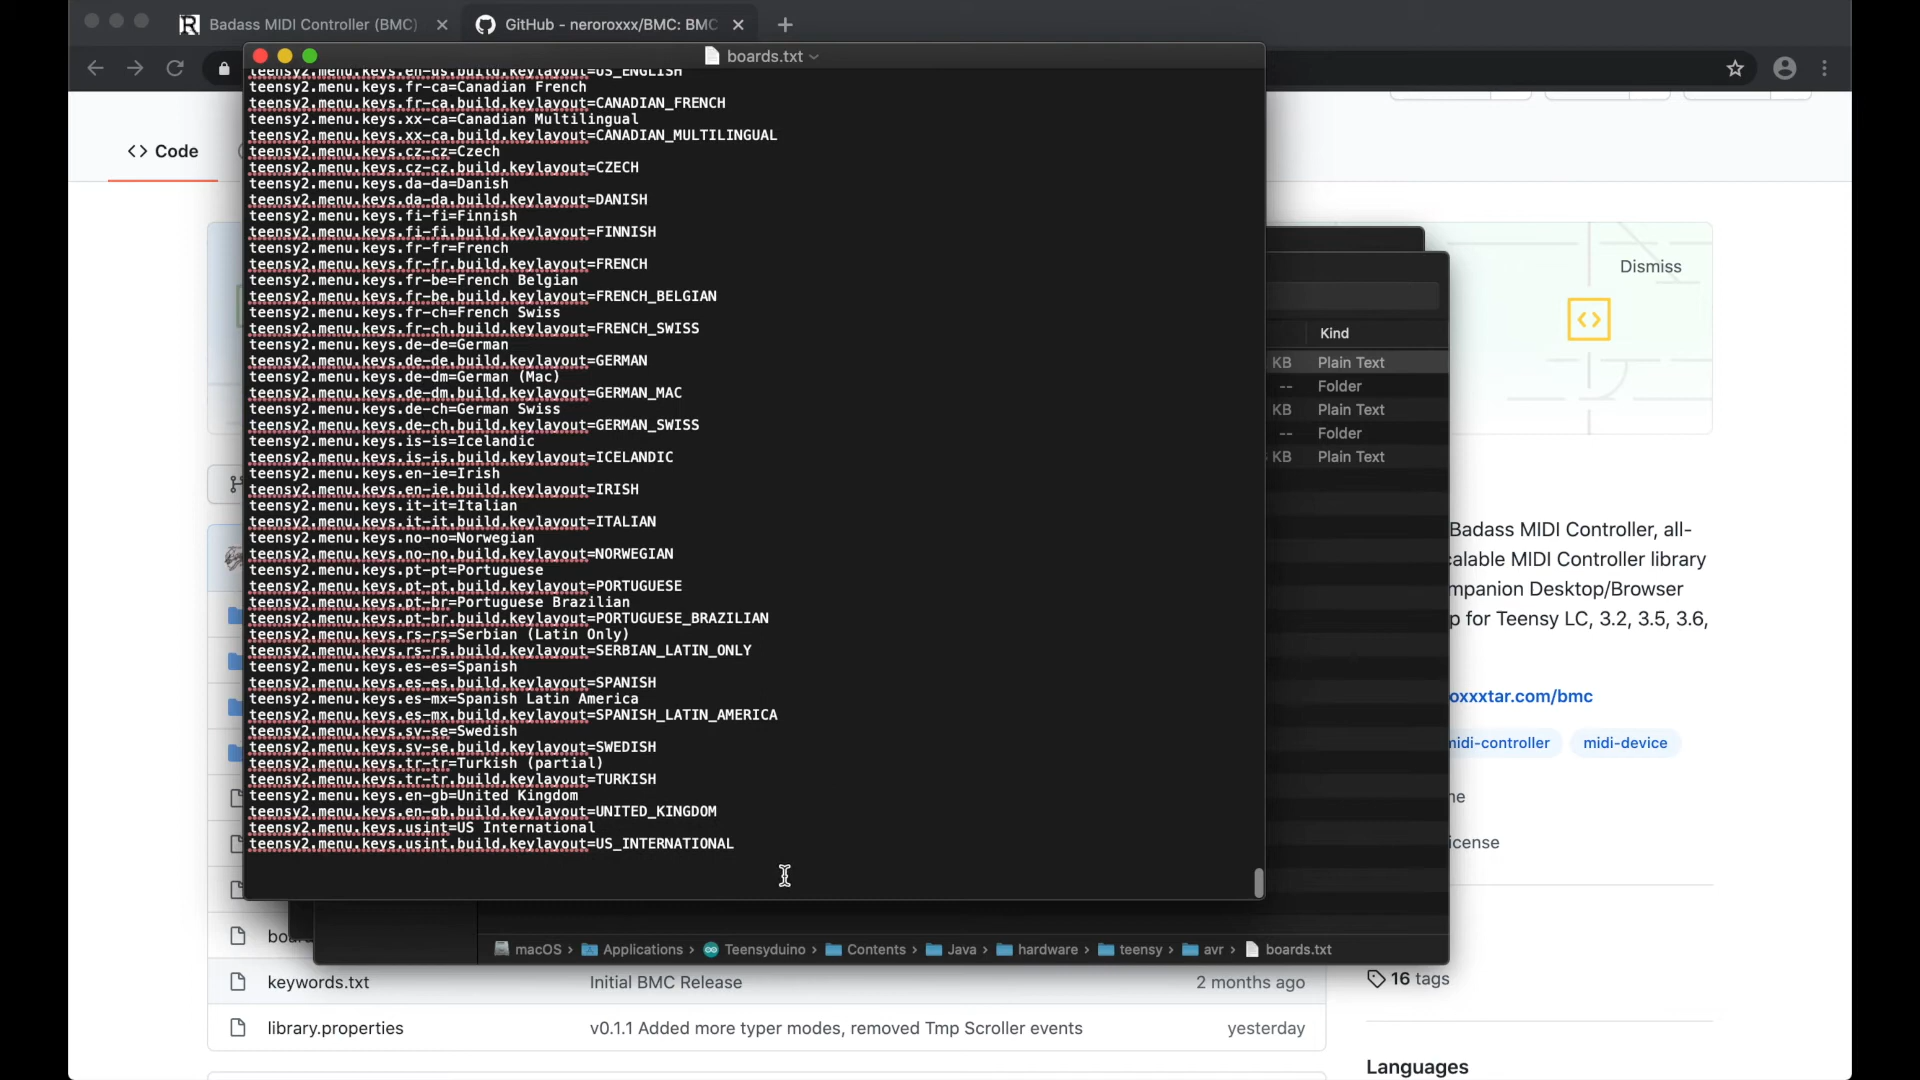 Badass MIDI Controller (BMC)
GitHub - neroroxxx/BMC: BMC
boards.txt
teensy2.menu.keys.en-us.build.keylayout=US_ENGLISH
teensy2.menu.keys.fr-ca=Canadian French
teensy2.menu.keys.fr-ca.build.keylayout=CANADIAN_FRENCH
teensy2.menu.keys.xx-ca=Canadian Multilingual
teensy2.menu.keys.xx-ca.build.keylayout=CANADIAN_MULTILINGUAL
teensy2.menu.keys.cz-cz=Czech
teensy2.menu.keys.cz-cz.build.keylayout=CZECH
teensy2.menu.keys.da-da=Danish
teensy2.menu.keys.da-da.build.keylayout=DANISH
teensy2.menu.keys.fi-fi=Finnish
teensy2.menu.keys.fi-fi.build.keylayout=FINNISH
teensy2.menu.keys.fr-fr=French
teensy2.menu.keys.fr-fr.build.keylayout=FRENCH
teensy2.menu.keys.fr-be=French Belgian
teensy2.menu.keys.fr-be.build.keylayout=FRENCH_BELGIAN
teensy2.menu.keys.fr-ch=French Swiss
teensy2.menu.keys.fr-ch.build.keylayout=FRENCH_SWISS
teensy2.menu.keys.de-de=German
teensy2.menu.keys.de-de.build.keylayout=GERMAN
teensy2.menu.keys.de-dm=German (Mac)
teensy2.menu.keys.de-dm.build.keylayout=GERMAN_MAC
teensy2.menu.keys.de-ch=German Swiss
teensy2.menu.keys.de-ch.build.keylayout=GERMAN_SWISS
teensy2.menu.keys.is-is=Icelandic
teensy2.menu.keys.is-is.build.keylayout=ICELANDIC
teensy2.menu.keys.en-ie=Irish
teensy2.menu.keys.en-ie.build.keylayout=IRISH
teensy2.menu.keys.it-it=Italian
teensy2.menu.keys.it-it.build.keylayout=ITALIAN
teensy2.menu.keys.no-no=Norwegian
teensy2.menu.keys.no-no.build.keylayout=NORWEGIAN
teensy2.menu.keys.pt-pt=Portuguese
teensy2.menu.keys.pt-pt.build.keylayout=PORTUGUESE
teensy2.menu.keys.pt-br=Portuguese Brazilian
teensy2.menu.keys.pt-br.build.keylayout=PORTUGUESE_BRAZILIAN
teensy2.menu.keys.rs-rs=Serbian (Latin Only)
teensy2.menu.keys.rs-rs.build.keylayout=SERBIAN_LATIN_ONLY
teensy2.menu.keys.es-es=Spanish
teensy2.menu.keys.es-es.build.keylayout=SPANISH
teensy2.menu.keys.es-mx=Spanish Latin America
teensy2.menu.keys.es-mx.build.keylayout=SPANISH_LATIN_AMERICA
teensy2.menu.keys.sv-se=Swedish
teensy2.menu.keys.sv-se.build.keylayout=SWEDISH
teensy2.menu.keys.tr-tr=Turkish (partial)
teensy2.menu.keys.tr-tr.build.keylayout=TURKISH
teensy2.menu.keys.en-gb=United Kingdom
teensy2.menu.keys.en-gb.build.keylayout=UNITED_KINGDOM
teensy2.menu.keys.usint=US International
teensy2.menu.keys.usint.build.keylayout=US_INTERNATIONAL
<> Code
Dismiss
Kind
KB Plain Text
-- Folder
KB Plain Text
-- Folder
KB Plain Text
Badass MIDI Controller, all-
calable MIDI Controller library
mpanion Desktop/Browser
p for Teensy LC, 3.2, 3.5, 3.6,
oxxxtar.com/bmc
midi-controller midi-device
me
icense
macOS › Applications › Teensyduino › Contents › Java › hardware › teensy › avr › boards.txt
keywords.txt Initial BMC Release 2 months ago
library.properties v0.1.1 Added more typer modes, removed Tmp Scroller events yesterday
16 tags
Languages